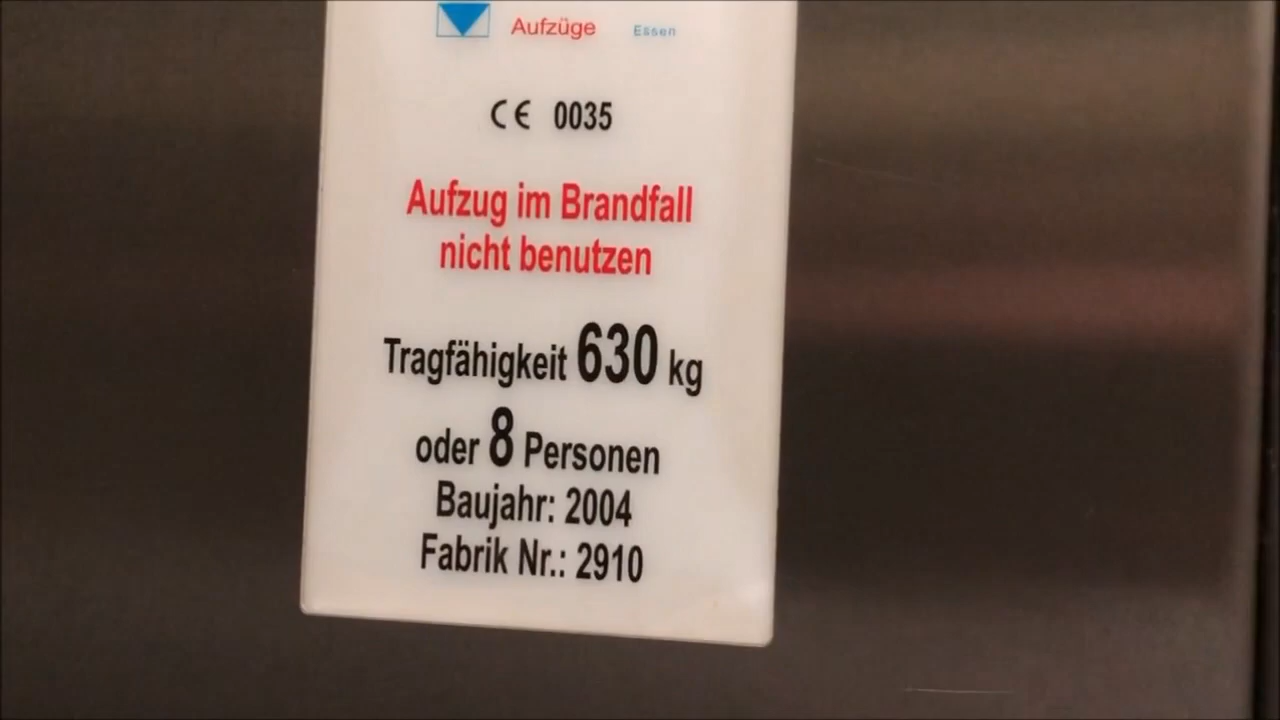 Aufzüge Essen
CE 0035
Aufzug im Brandfall
nicht benutzen
Tragfähigkeit 630 kg
oder 8 Personen
Baujahr: 2004
Fabrik Nr.: 2910